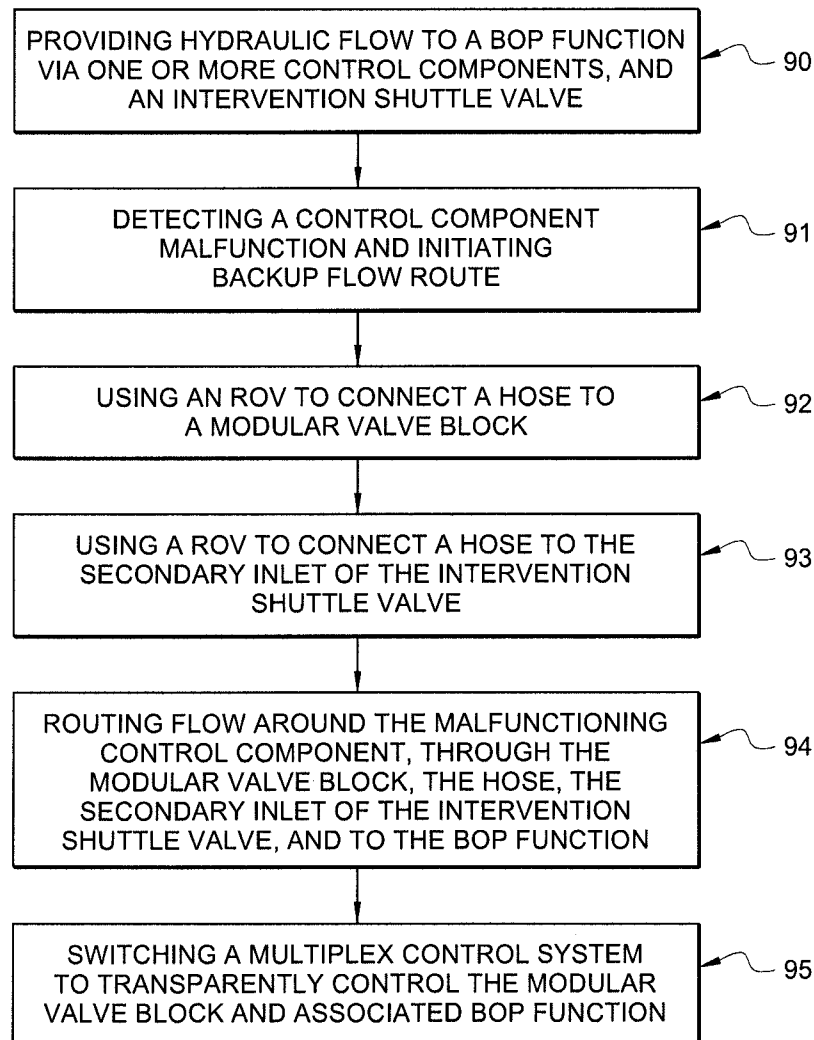 PROVIDING HYDRAULIC FLOW TO A BOP FUNCTION
VIA ONE OR MORE CONTROL COMPONENTS, AND
AN INTERVENTION SHUTTLE VALVE
90
DETECTING A CONTROL COMPONENT
MALFUNCTION AND INITIATING
BACKUP FLOW ROUTE
91
USING AN ROV TO CONNECT A HOSE TO
A MODULAR VALVE BLOCK
92
USING A ROV TO CONNECT A HOSE TO THE
SECONDARY INLET OF THE INTERVENTION
SHUTTLE VALVE
93
ROUTING FLOW AROUND THE MALFUNCTIONING
CONTROL COMPONENT, THROUGH THE
MODULAR VALVE BLOCK, THE HOSE, THE
SECONDARY INLET OF THE INTERVENTION
SHUTTLE VALVE, AND TO THE BOP FUNCTION
94
SWITCHING A MULTIPLEX CONTROL SYSTEM
TO TRANSPARENTLY CONTROL THE MODULAR
VALVE BLOCK AND ASSOCIATED BOP FUNCTION
95